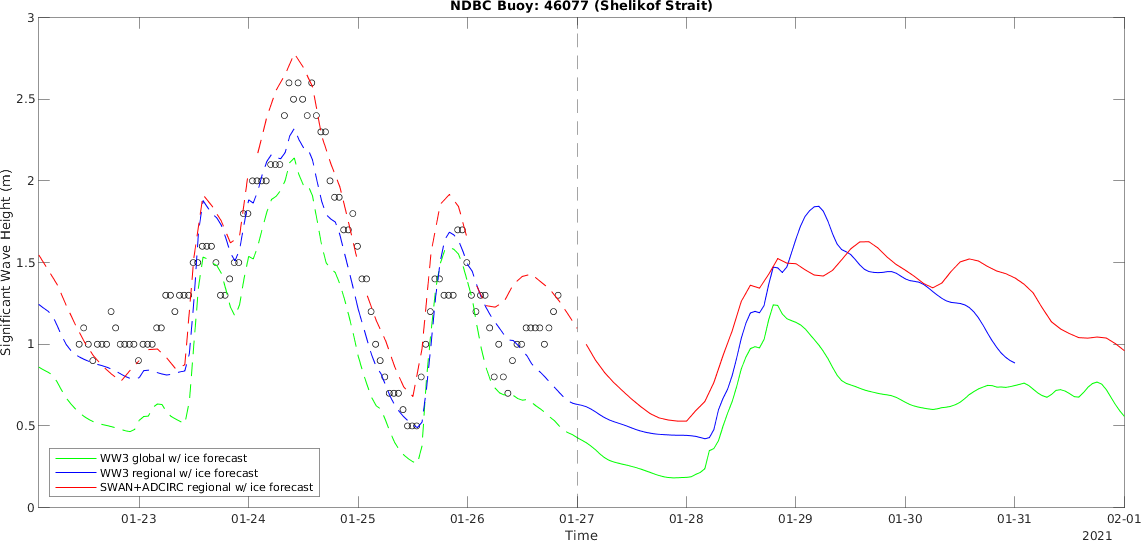 NDBC Buoy: 46077 (Shelikof Strait)
3
2.5
2
1.5
1
0.5
0
Significant Wave Height (m)
WW3 global w/ ice forecast
WW3 regional w/ ice forecast
SWAN+ADCIRC regional w/ ice forecast
01-23 01-24 01-25 01-26 01-27 01-28 01-29 01-30 01-31 02-01
Time
2021